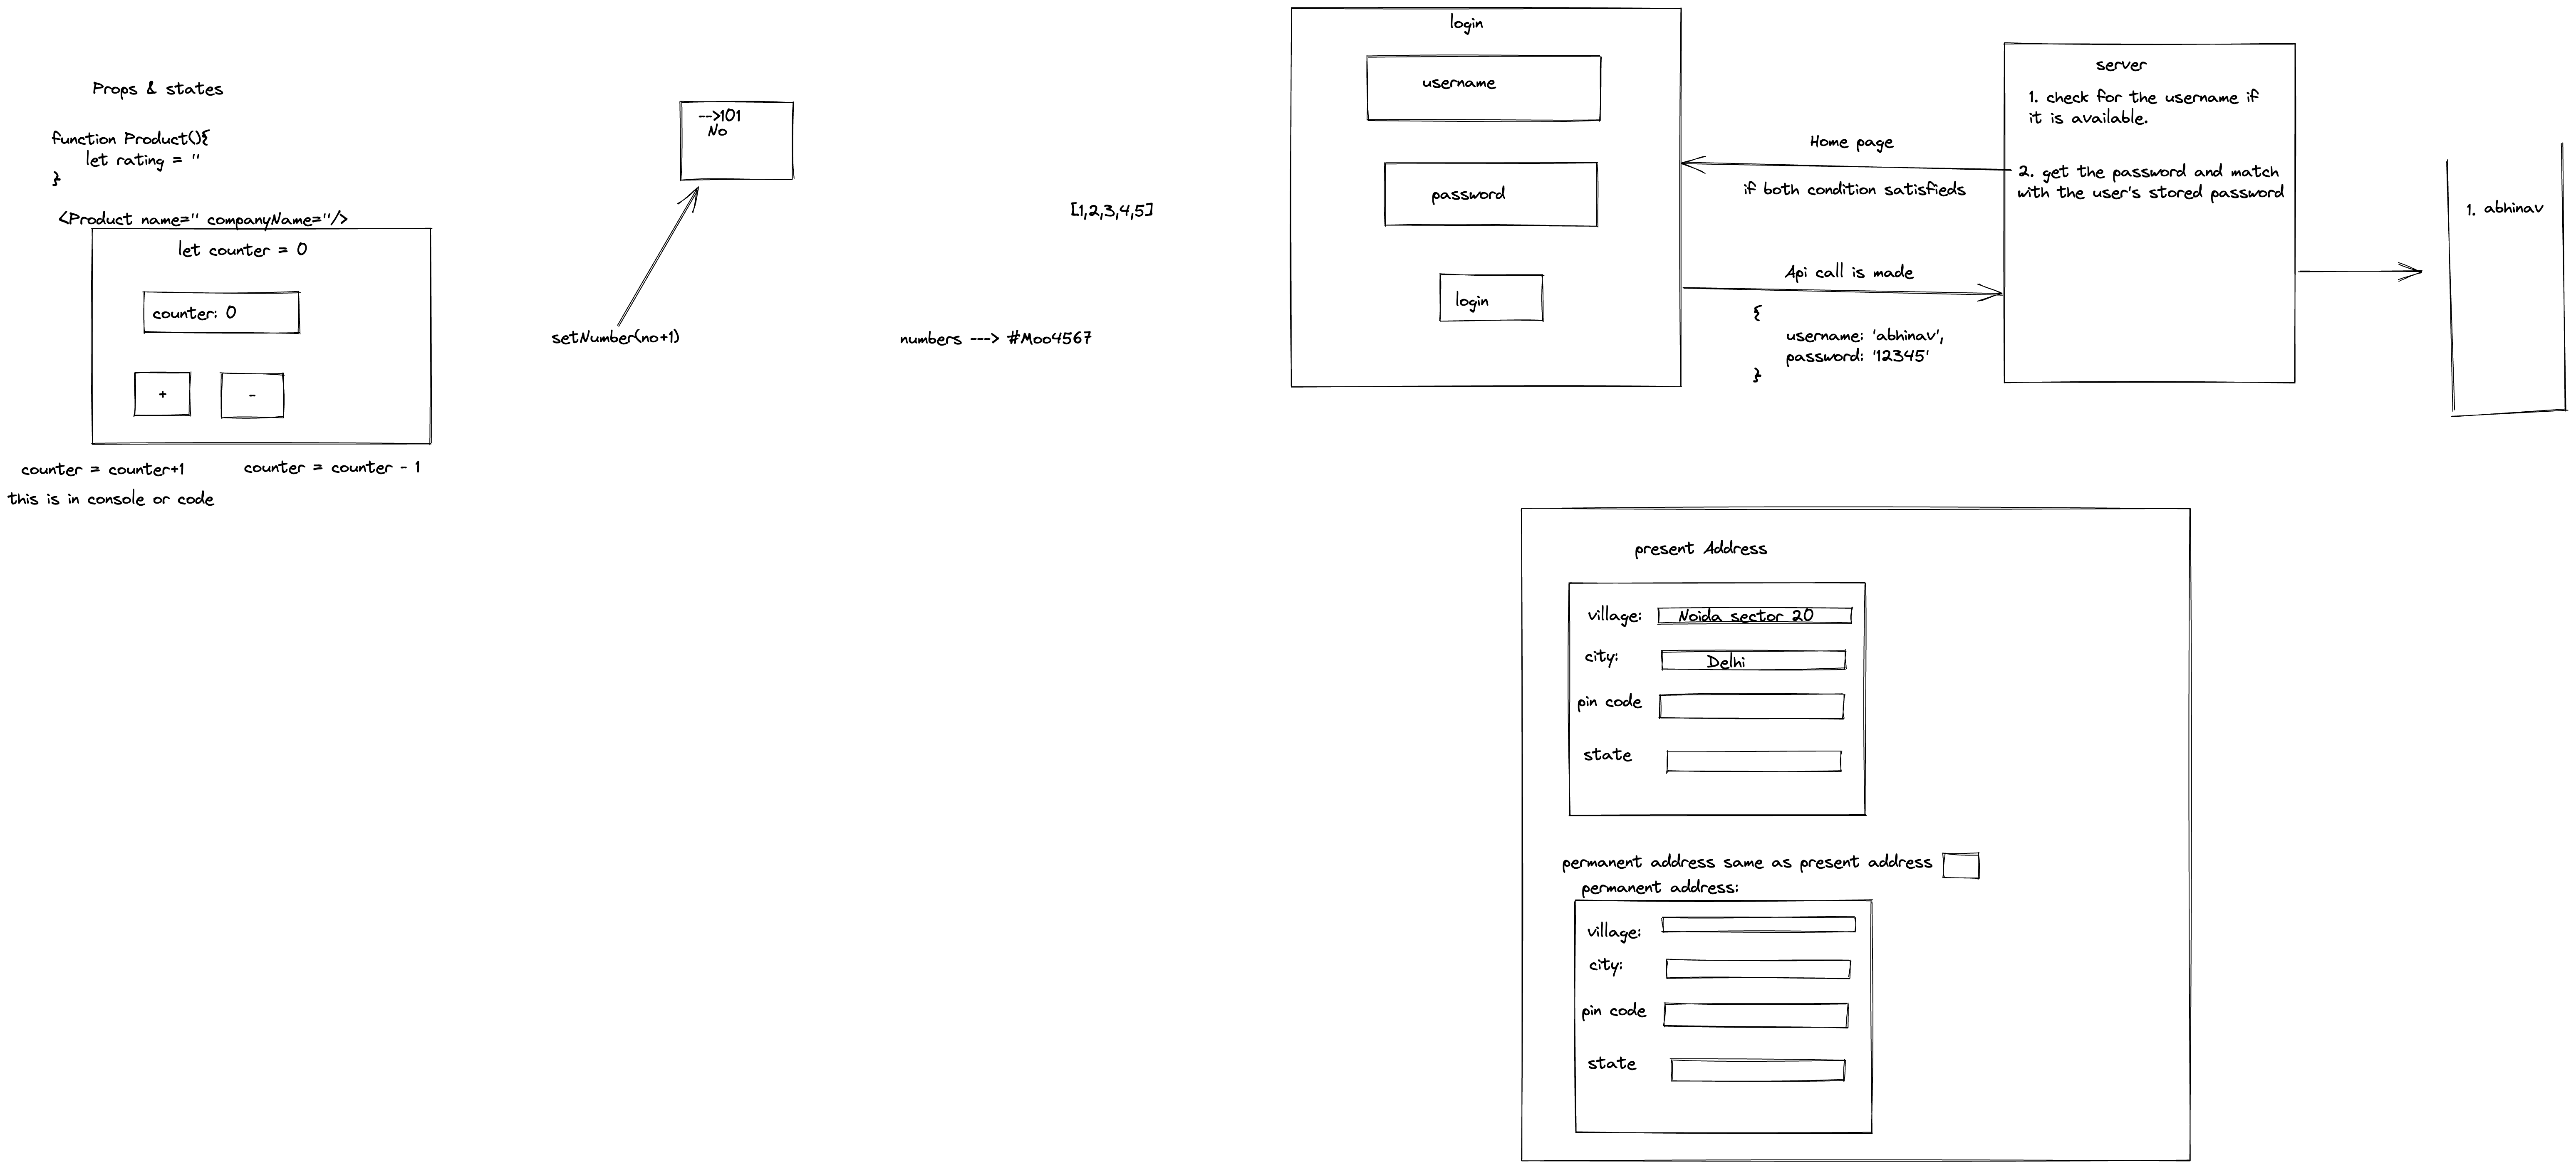 Props & states
function Product(){
let rating = ''
}
<Product name='' companyName=''/>
let counter = 0
counter: 0
+
-
counter = counter+1
counter = counter - 1
this is in console or code
-->101
No
setNumber(no+1)
[1,2,3,4,5]
numbers ---> #Moo4567
login
username
password
login
Home page
if both condition satisfieds
Api call is made
{
username: 'abhinav',
password: '12345'
}
server
1. check for the username if
it is available.
2. get the password and match
with the user's stored password
1. abhinav
present Address
village:
Noida sector 20
city:
Delhi
pin code
state
permanent address same as present address
permanent address:
village:
city:
pin code
state